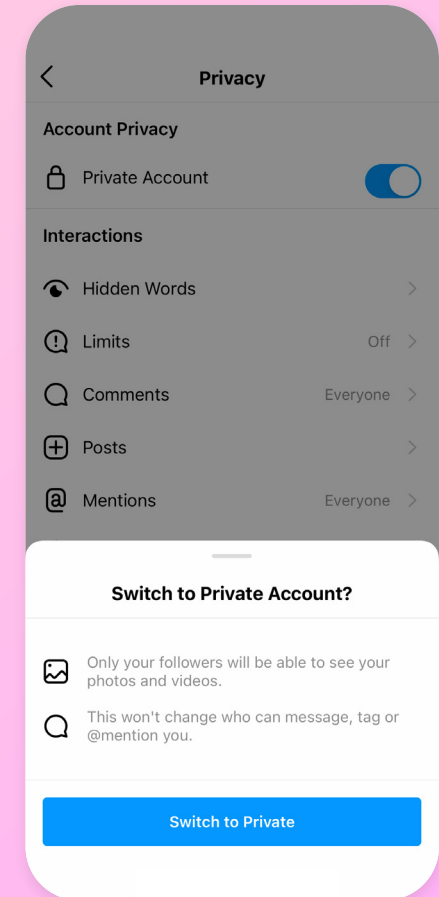 Privacy
Account Privacy
Private Account
Interactions
Hidden Words
Limits Off
Comments Everyone
Posts
Mentions Everyone
Switch to Private Account?
Only your followers will be able to see your
photos and videos.
This won't change who can message, tag or
@mention you.
Switch to Private